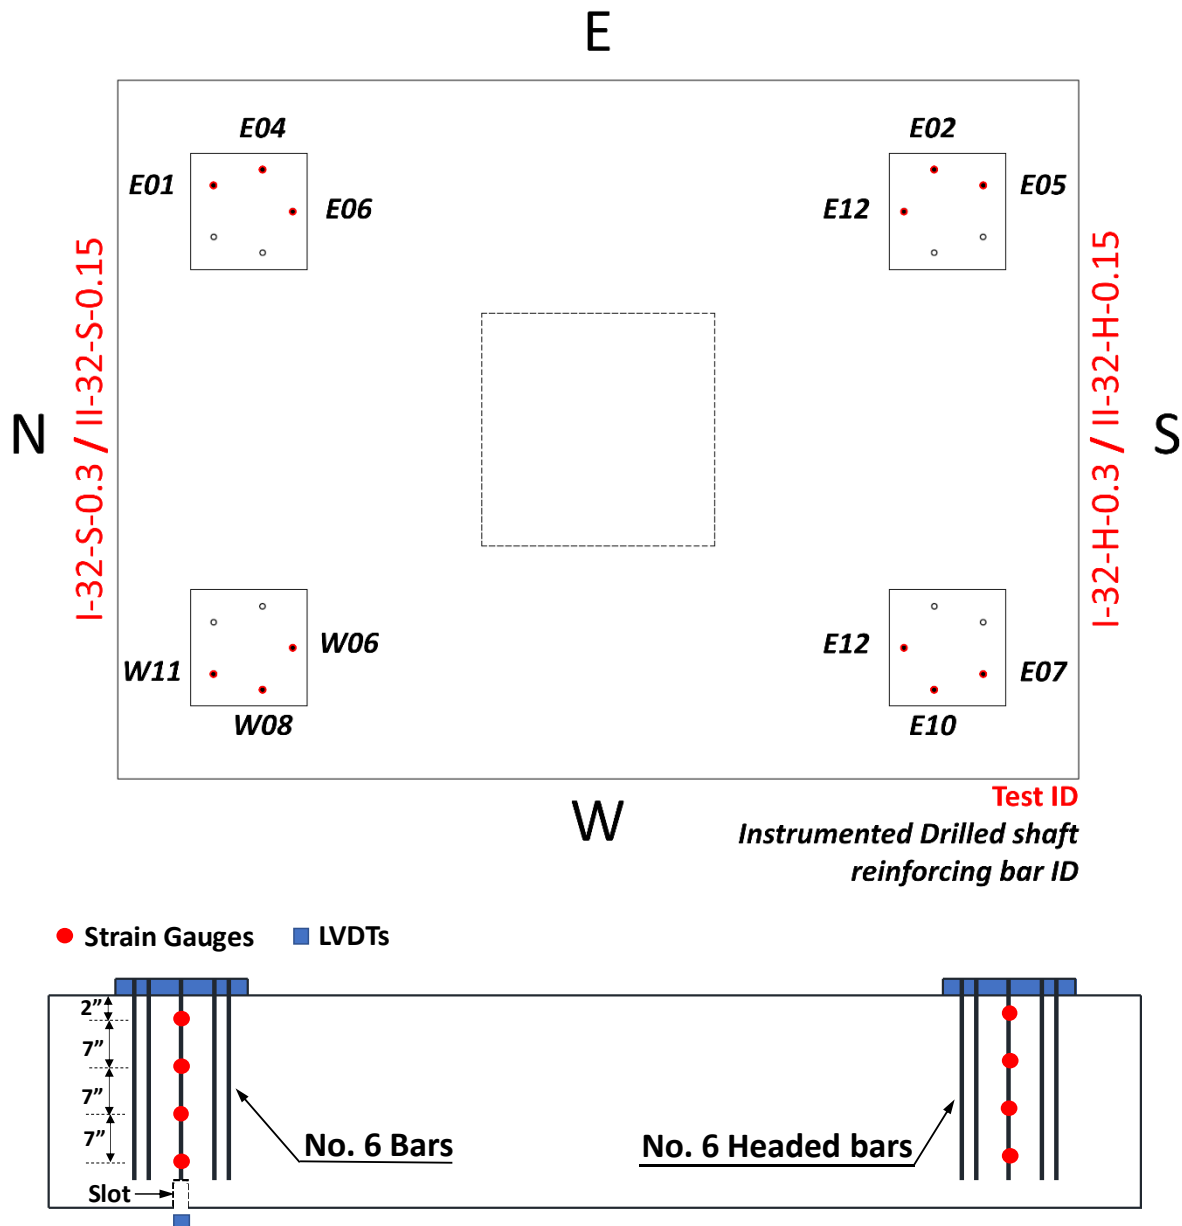 E
E04
E02
E01
E05
E06
E12
I-32-S-0.3 / III-32-S-0.15
I-32-H-0.3 / III-32-H-0.15
N
S
W06
E12
W11
E07
W08
E10
W
Test ID
Instrumented Drilled shaft
reinforcing bar ID
Strain Gauges
LVDTs
2”
7”
7”
7”
No. 6 Bars
No. 6 Headed bars
Slot